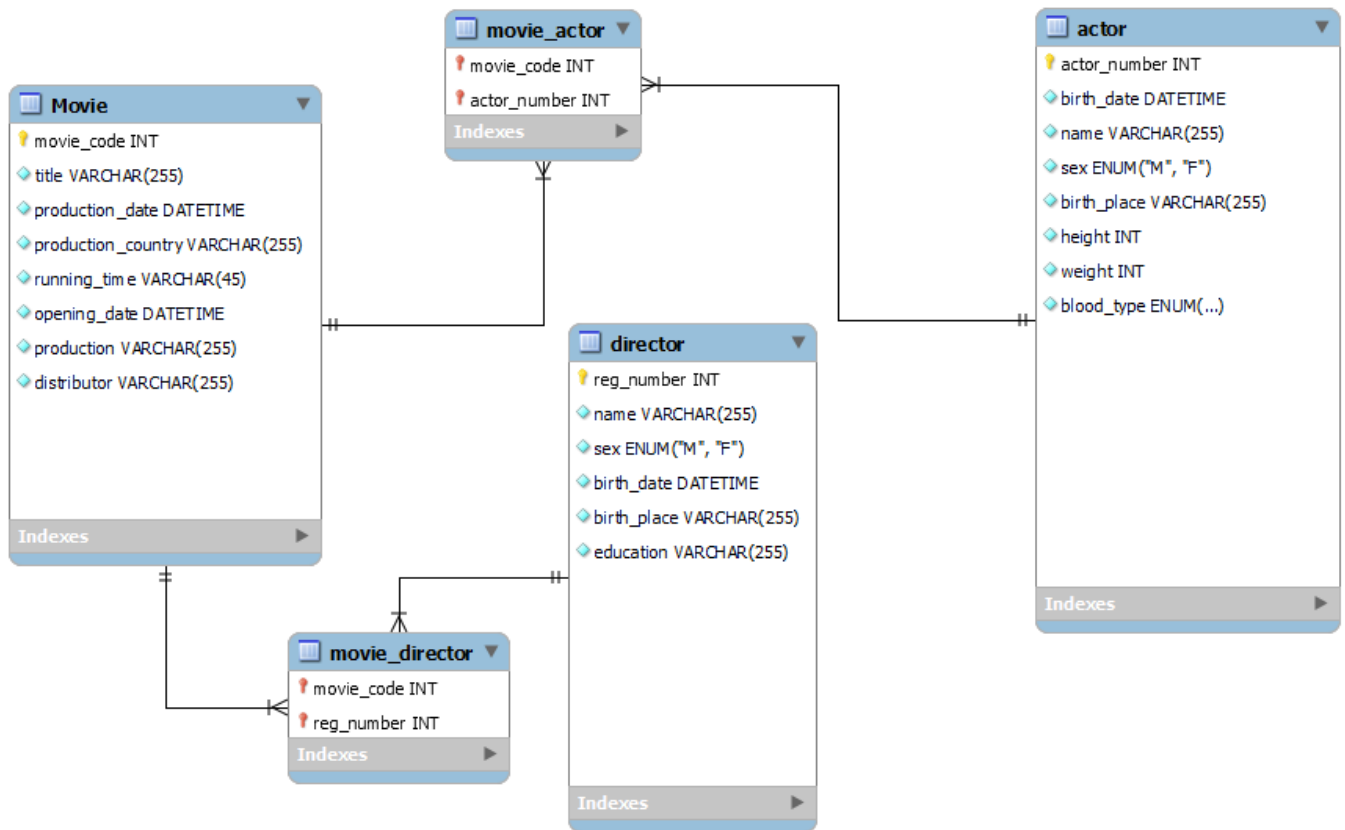 movie_actor
movie_code INT
actor_number INT
Indexes
actor
actor_number INT
birth_date DATETIME
name VARCHAR(255)
sex ENUM("M", "F")
birth_place VARCHAR(255)
height INT
weight INT
blood_type ENUM(...)
Indexes
Movie
movie_code INT
title VARCHAR(255)
production_date DATETIME
production_country VARCHAR(255)
running_time VARCHAR(45)
opening_date DATETIME
production VARCHAR(255)
distributor VARCHAR(255)
Indexes
director
reg_number INT
name VARCHAR(255)
sex ENUM("M", "F")
birth_date DATETIME
birth_place VARCHAR(255)
education VARCHAR(255)
Indexes
movie_director
movie_code INT
reg_number INT
Indexes